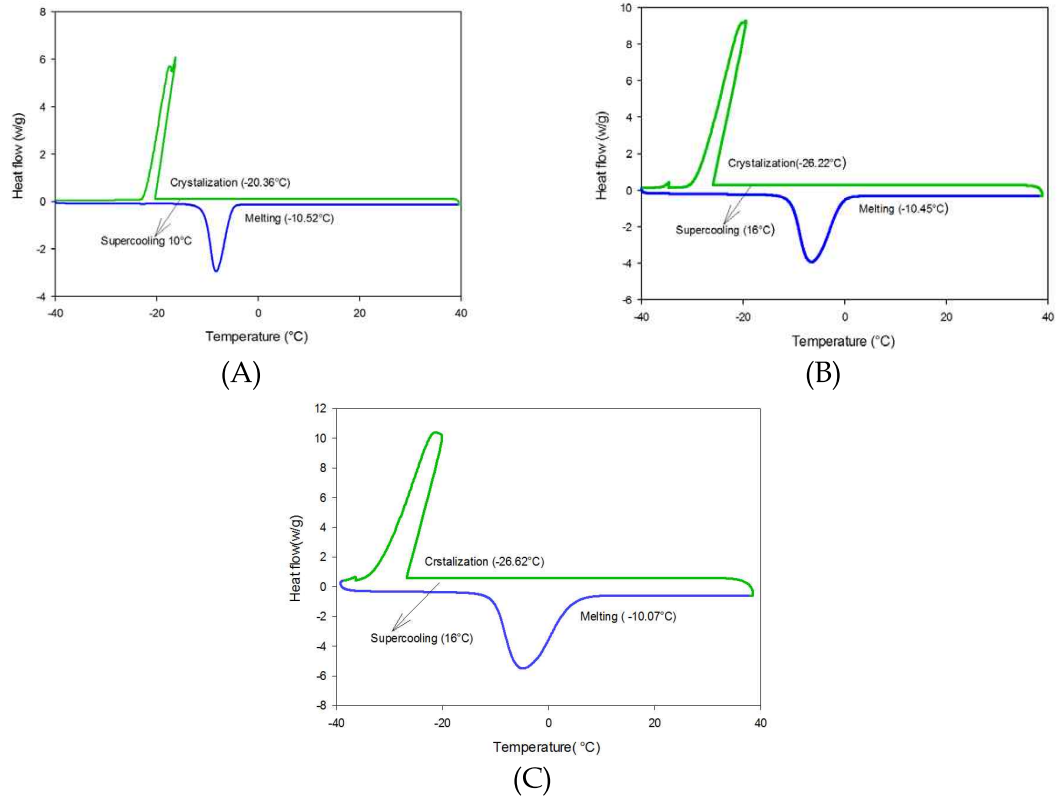 8
6
4
2
0
-2
-4
Heat flow (w/g)
Crystalization (-20.36°C)
Melting (-10.52°C)
Supercooling 10°C
-40 -20 0 20 40
Temperature (°C)
(A)
10
8
6
4
2
0
-2
-4
-6
Heat flow (w/g)
Crystalization(-26.22°C)
Melting (-10.45°C)
Supercooling (16°C)
-40 -20 0 20 40
Temperature (°C)
(B)
12
10
8
6
4
2
0
-2
-4
-6
-8
Heat flow(w/g)
Crstalization (-26.62°C)
Melting ( -10.07°C)
Supercooling (16°C)
-40 -20 0 20 40
Temperature( °C)
(C)